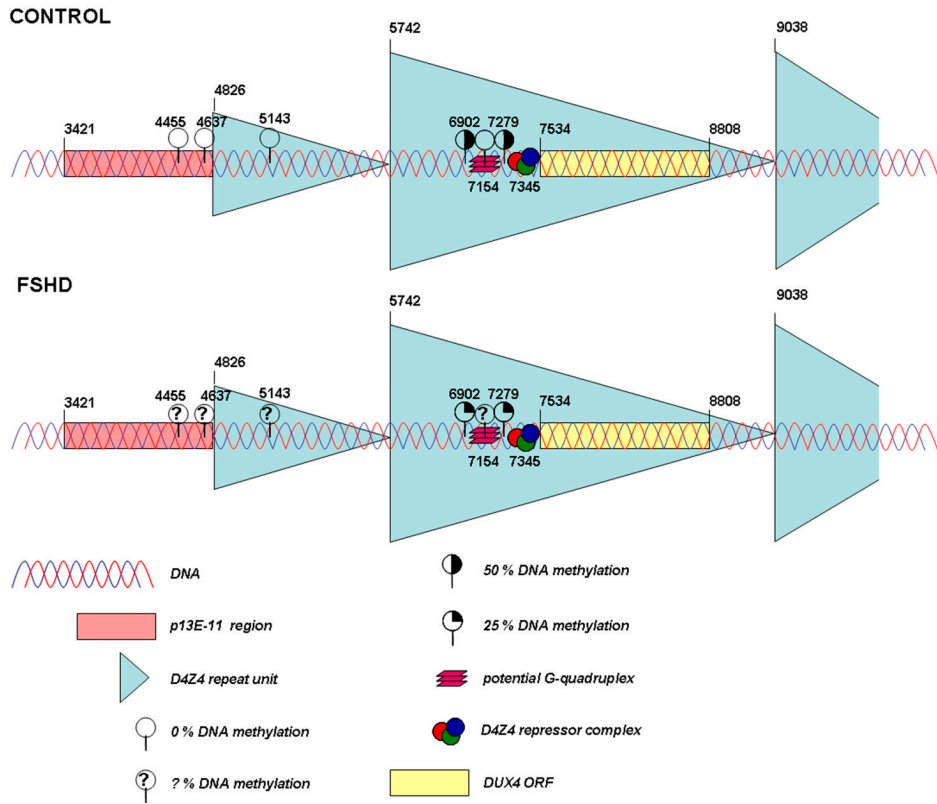 CONTROL
5742
9038
4826
4455 4637 5143
6902 7279
3421
7534
8808
7154 7345
FSHD
5742
9038
4826
4455 4637 5143
6902 7279
3421
7534
8808
? ? ? ?
7154 7345
DNA
50 % DNA methylation
p13E-11 region
25 % DNA methylation
D4Z4 repeat unit
potential G-quadruplex
0 % DNA methylation
D4Z4 repressor complex
? ? % DNA methylation
DUX4 ORF